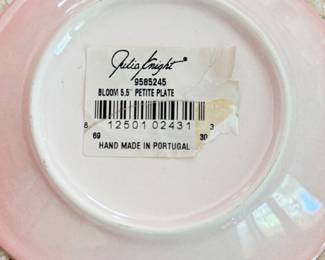 Julia Knight®
9585245
BLOOM 5.5" PETITE PLATE
8 12501 02431 3
69 30
HAND MADE IN PORTUGAL